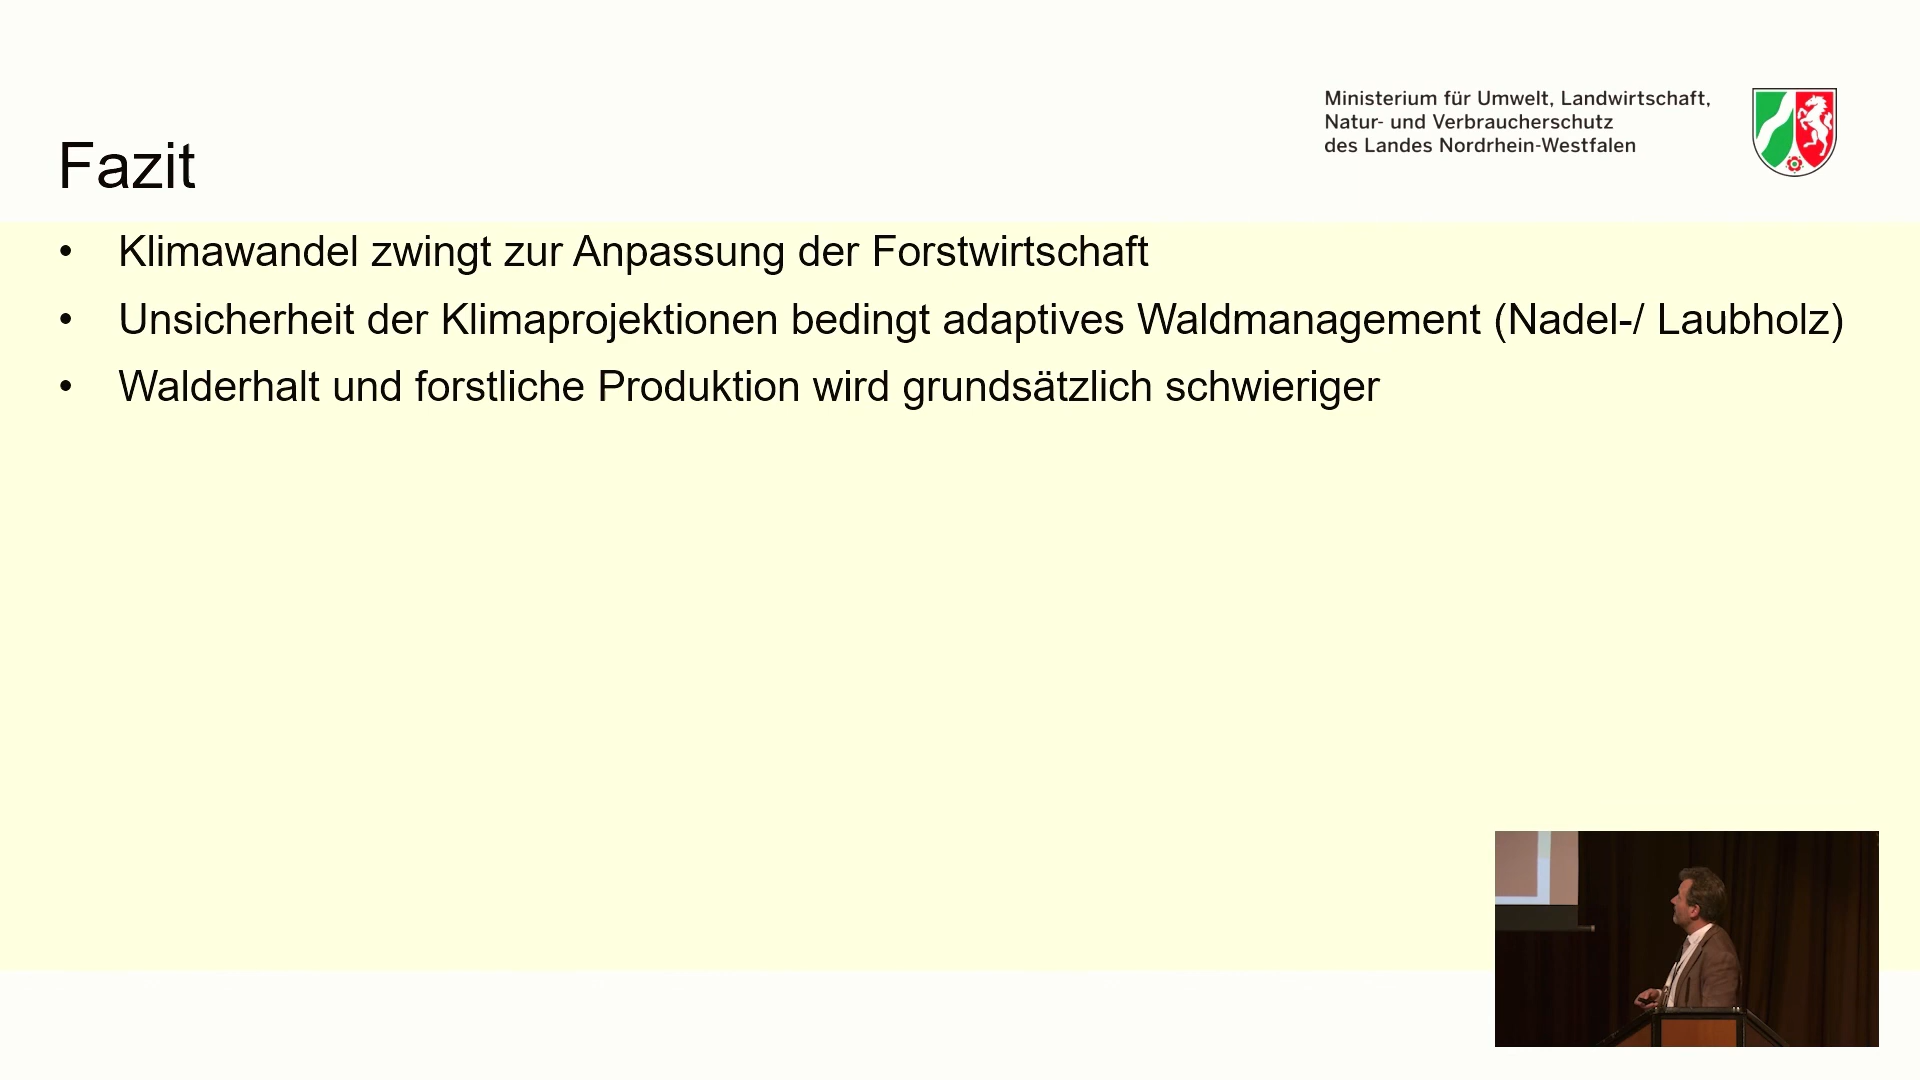 Ministerium für Umwelt, Landwirtschaft,
Natur- und Verbraucherschutz
des Landes Nordrhein-Westfalen
Fazit
• Klimawandel zwingt zur Anpassung der Forstwirtschaft
• Unsicherheit der Klimaprojektionen bedingt adaptives Waldmanagement (Nadel-/ Laubholz)
• Walderhalt und forstliche Produktion wird grundsätzlich schwieriger